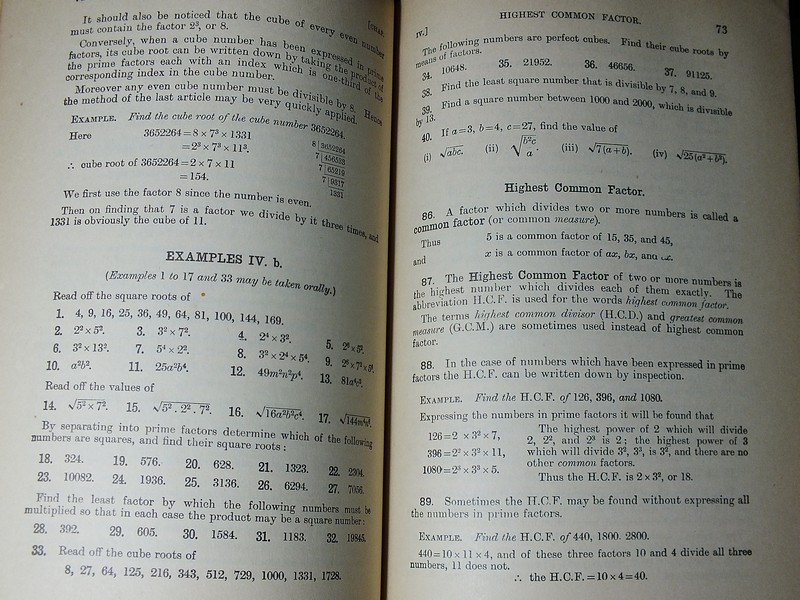 [CHAP.
It should also be noticed that the cube of every even number
must contain the factor 2³, or 8.
Conversely, when a cube number has been expressed in prime
factors, its cube root can be written down by taking the product of
the prime factors each with an index which is one-third of the
corresponding index in the cube number.
Moreover any even cube number must be divisible by 8. Hence
the method of the last article may be very quickly applied.
EXAMPLE. Find the cube root of the cube number 3652264.
Here 3652264=8 × 7³ × 1331
=2³ × 7³ × 11³.
∴ cube root of 3652264=2 × 7 × 11
=154.
8 | 3652264
7 | 456533
7 | 65219
7 | 9317
1331
We first use the factor 8 since the number is even.
Then on finding that 7 is a factor we divide by it three times, and
1331 is obviously the cube of 11.
EXAMPLES IV. b.
(Examples 1 to 17 and 33 may be taken orally.)
Read off the square roots of
1. 4, 9, 16, 25, 36, 49, 64, 81, 100, 144, 169.
2. 2²×5². 3. 3²×7². 4. 2⁴×3². 5. 2⁶×5².
6. 3²×13². 7. 5⁴×2². 8. 3²×2⁴×5⁴. 9. 2⁶×7²×5².
10. a²b². 11. 25a²b⁴. 12. 49m²n²p⁴. 13.
Read off the values of
14. √5²×7². 15. √5².2².7². 16. √16a²b²c⁴. 17.
By separating into prime factors determine which of the following
numbers are squares, and find their square roots:
18. 324. 19. 576. 20. 628. 21. 1323. 22. 2304.
23. 10082. 24. 1936. 25. 3136. 26. 6294. 27. 7056.
Find the least factor by which the following numbers must be
multiplied so that in each case the product may be a square number:
28. 392. 29. 605. 30. 1584. 31. 1183. 32. 19845.
33. Read off the cube roots of
8, 27, 64, 125, 216, 343, 512, 729, 1000, 1331, 1728.
IV.] HIGHEST COMMON FACTOR. 73
The following numbers are perfect cubes. Find their cube roots by
means of factors.
34. 10648. 35. 21952. 36. 46656. 37. 91125.
38. Find the least square number that is divisible by 7, 8, and 9.
39. Find a square number between 1000 and 2000, which is divisible
by 13.
40. If a=3, b=4, c=27, find the value of
(i) √abc. (ii) √b²c/a. (iii) √7(a+b). (iv) √25(a²+b²).
Highest Common Factor.
86. A factor which divides two or more numbers is called a
common factor (or common measure).
Thus 5 is a common factor of 15, 35, and 45,
and x is a common factor of ax, bx, and
87. The Highest Common Factor of two or more numbers is
the highest number which divides each of them exactly. The
abbreviation H.C.F. is used for the words highest common factor.
The terms highest common divisor (H.C.D.) and greatest common
measure (G.C.M.) are sometimes used instead of highest common
factor.
88. In the case of numbers which have been expressed in prime
factors the H.C.F. can be written down by inspection.
EXAMPLE. Find the H.C.F. of 126, 396, and 1080.
Expressing the numbers in prime factors it will be found that
126=2 × 3² × 7,
396=2² × 3² × 11,
1080=2³ × 3³ × 5.
The highest power of 2 which will divide
2, 2², and 2³ is 2; the highest power of 3
which will divide 3², 3², is 3², and there are no
other common factors.
Thus the H.C.F. is 2 × 3², or 18.
89. Sometimes the H.C.F. may be found without expressing all
the numbers in prime factors.
EXAMPLE. Find the H.C.F. of 440, 1800. 2800.
440=10 × 11 × 4, and of these three factors 10 and 4 divide all three
numbers, 11 does not.
∴ the H.C.F.=10×4=40.